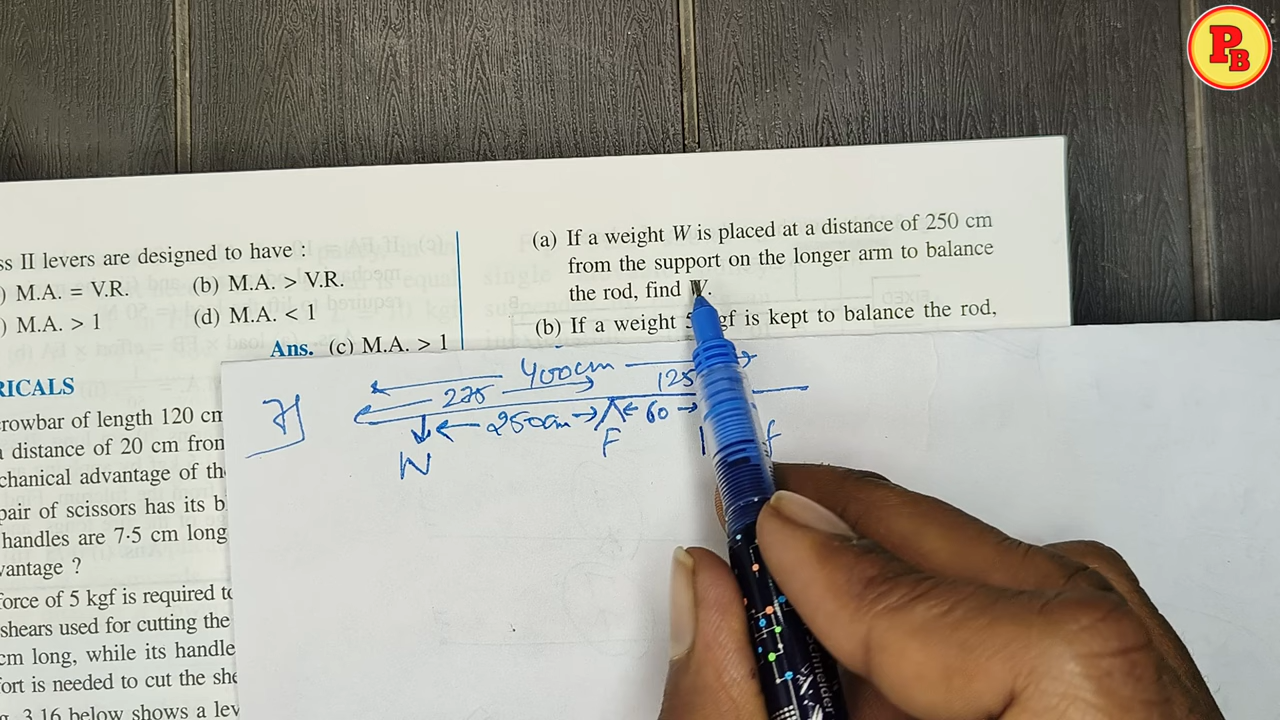 PB
ss II levers are designed to have :
) M.A. = V.R. (b) M.A. > V.R.
) M.A. > 1 (d) M.A. < 1
Ans. (c) M.A. > 1
RICALS
rowbar of length 120 cm
a distance of 20 cm from
chanical advantage of th
pair of scissors has its b
handles are 7·5 cm long
vantage ?
force of 5 kgf is required to
shears used for cutting the
cm long, while its handle
fort is needed to cut the she
g. 3.16 below shows a lev
(a) If a weight W is placed at a distance of 250 cm
from the support on the longer arm to balance
the rod, find W.
(b) If a weight 5 gf is kept to balance the rod,
400cm
275 125
250cm 60
W F